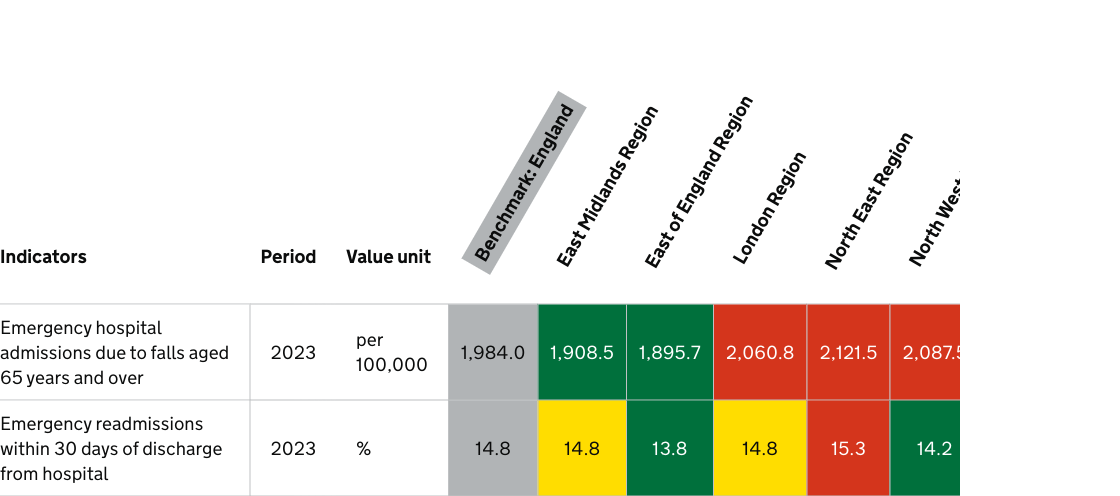 Benchmark: England
East Midlands Region
East of England Region
London Region
North East Region
North West
Indicators Period Value unit
Emergency hospital
admissions due to falls aged
65 years and over
2023
per
100,000
1,984.0 1,908.5 1,895.7 2,060.8 2,121.5 2,087.5
Emergency readmissions
within 30 days of discharge
from hospital
2023
%
14.8 14.8 13.8 14.8 15.3 14.2